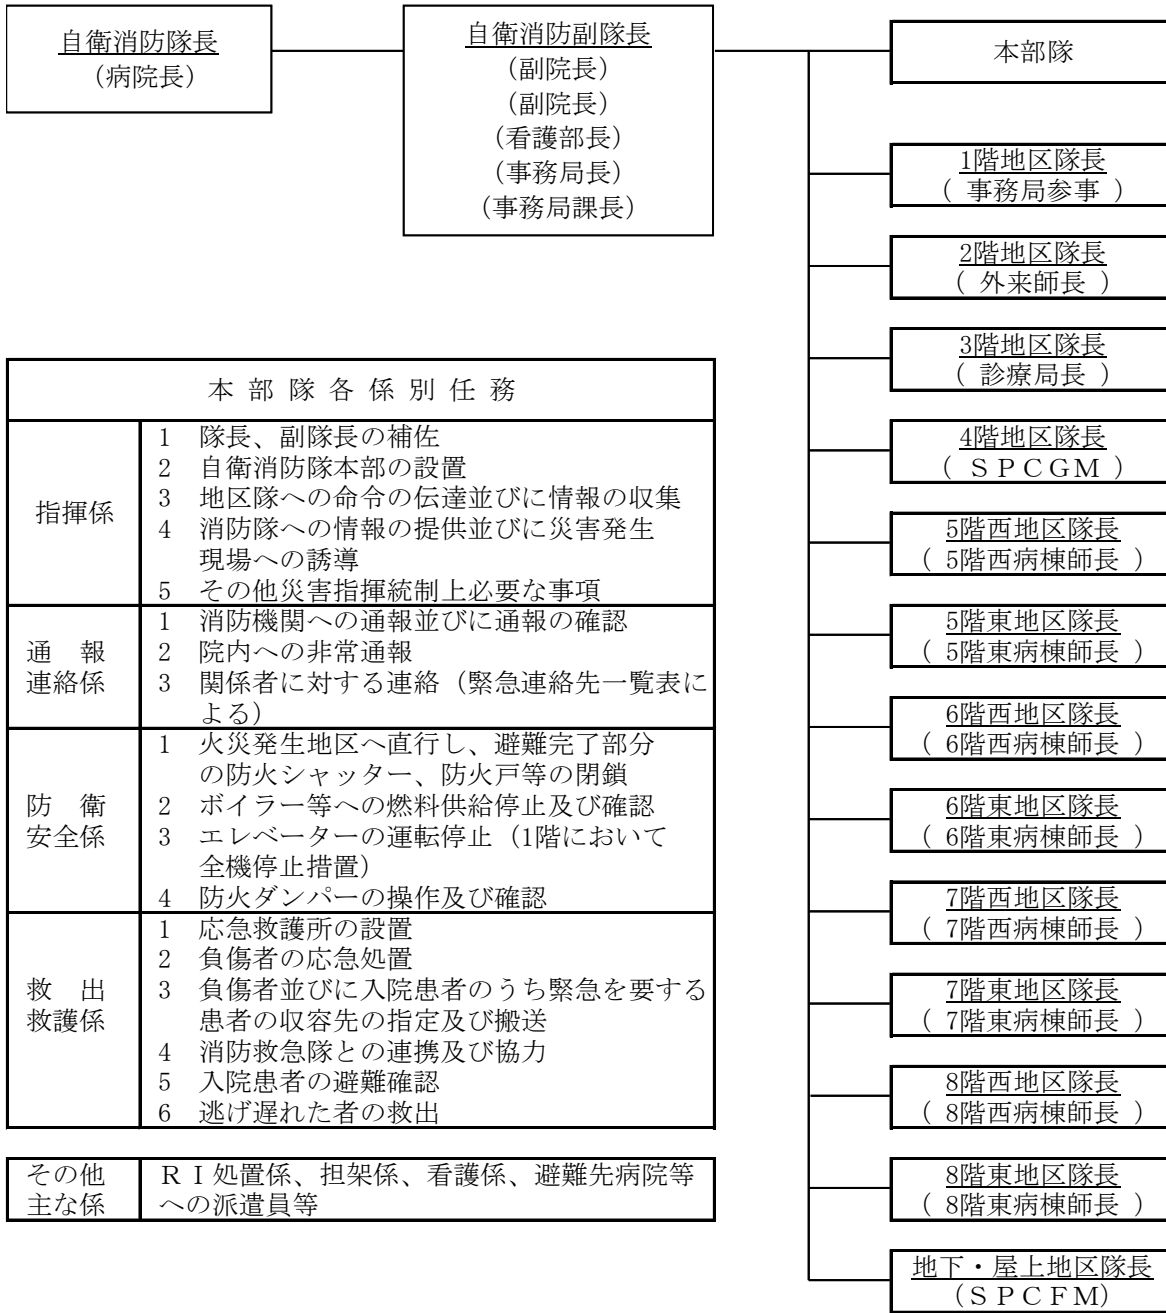 自衛消防隊長
(病院長)
自衛消防副隊長
(副院長)
(副院長)
(看護部長)
(事務局長)
(事務局課長)
本部隊
1階地区隊長
( 事務局参事 )
2階地区隊長
( 外来師長 )
3階地区隊長
( 診療局長 )
4階地区隊長
( ＳＰＣＧＭ )
5階西地区隊長
( 5階西病棟師長 )
5階東地区隊長
( 5階東病棟師長 )
6階西地区隊長
( 6階西病棟師長 )
6階東地区隊長
( 6階東病棟師長 )
7階西地区隊長
( 7階西病棟師長 )
7階東地区隊長
( 7階東病棟師長 )
8階西地区隊長
( 8階西病棟師長 )
8階東地区隊長
( 8階東病棟師長 )
地下・屋上地区隊長
(ＳＰＣＦＭ)
本 部 隊 各 係 別 任 務
指揮係
1 隊長、副隊長の補佐
2 自衛消防隊本部の設置
3 地区隊への命令の伝達並びに情報の収集
4 消防隊への情報の提供並びに災害発生
現場への誘導
5 その他災害指揮統制上必要な事項
通 報
連絡係
1 消防機関への通報並びに通報の確認
2 院内への非常通報
3 関係者に対する連絡（緊急連絡先一覧表に
よる）
防 衛
安全係
1 火災発生地区へ直行し、避難完了部分
の防火シャッター、防火戸等の閉鎖
2 ボイラー等への燃料供給停止及び確認
3 エレベーターの運転停止（1階において
全機停止措置）
4 防火ダンパーの操作及び確認
救 出
救護係
1 応急救護所の設置
2 負傷者の応急処置
3 負傷者並びに入院患者のうち緊急を要する
患者の収容先の指定及び搬送
4 消防救急隊との連携及び協力
5 入院患者の避難確認
6 逃げ遅れた者の救出
その他
主な係
ＲＩ処置係、担架係、看護係、避難先病院等
への派遣員等